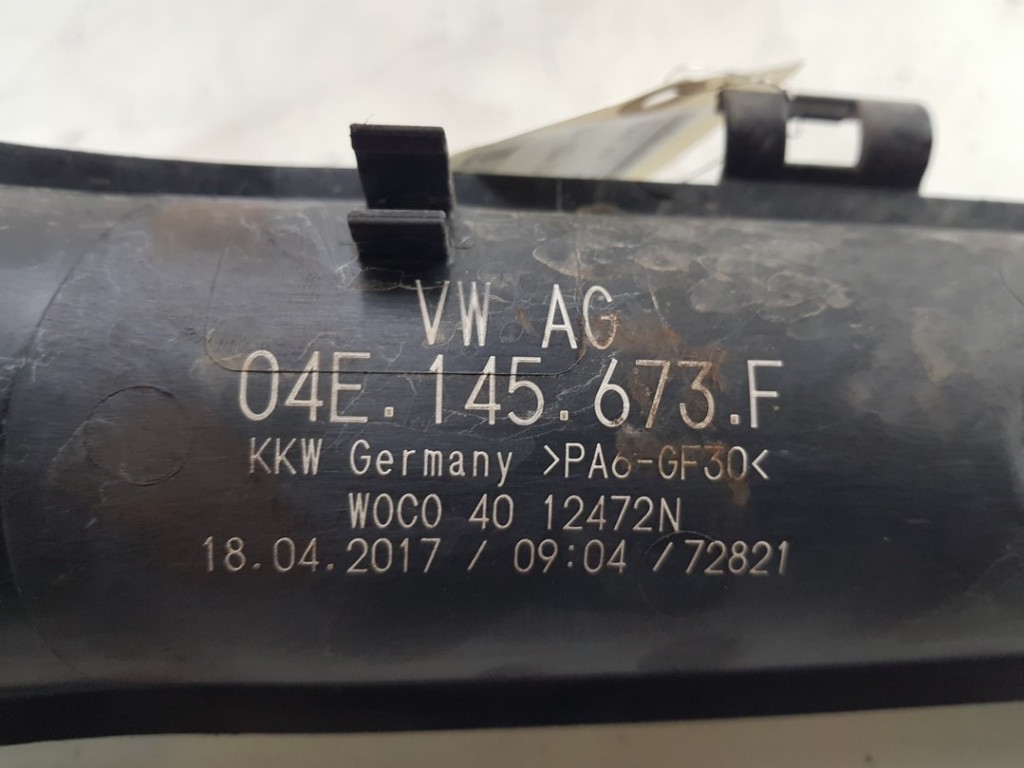 VW AG
04E.145.673.F
KKW Germany >PA6-GF30<
WOCO 40 12472N
18.04.2017 / 09:04 /72821